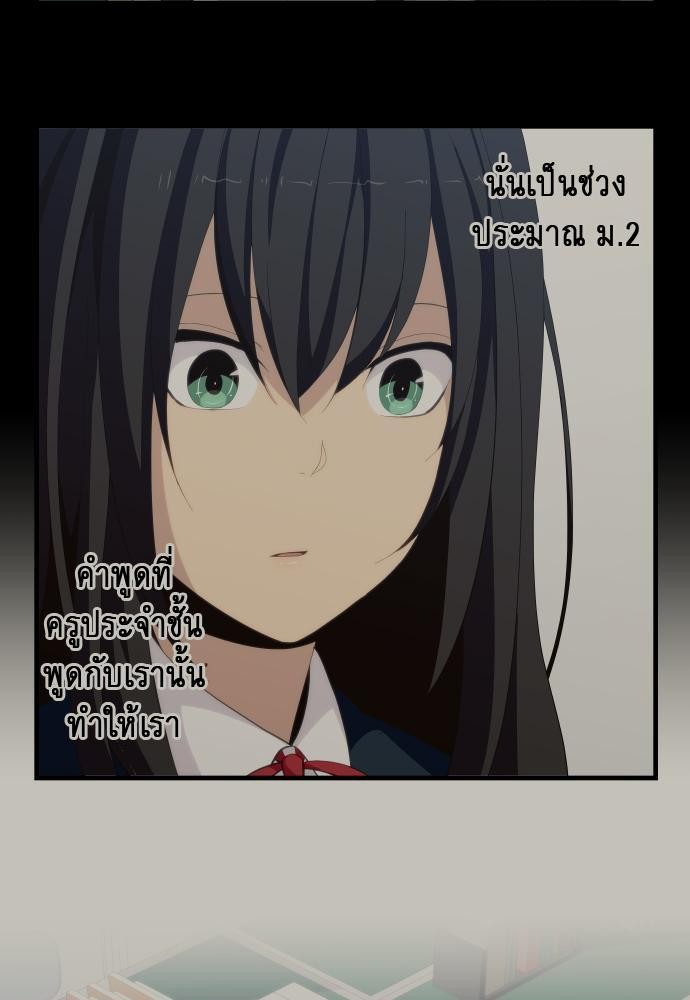 นั่นเป็นช่วง
ประมาณ ม.2
คำพูดที่
ครูประจำชั้น
พูดกับเรานั้น
ทำให้เรา